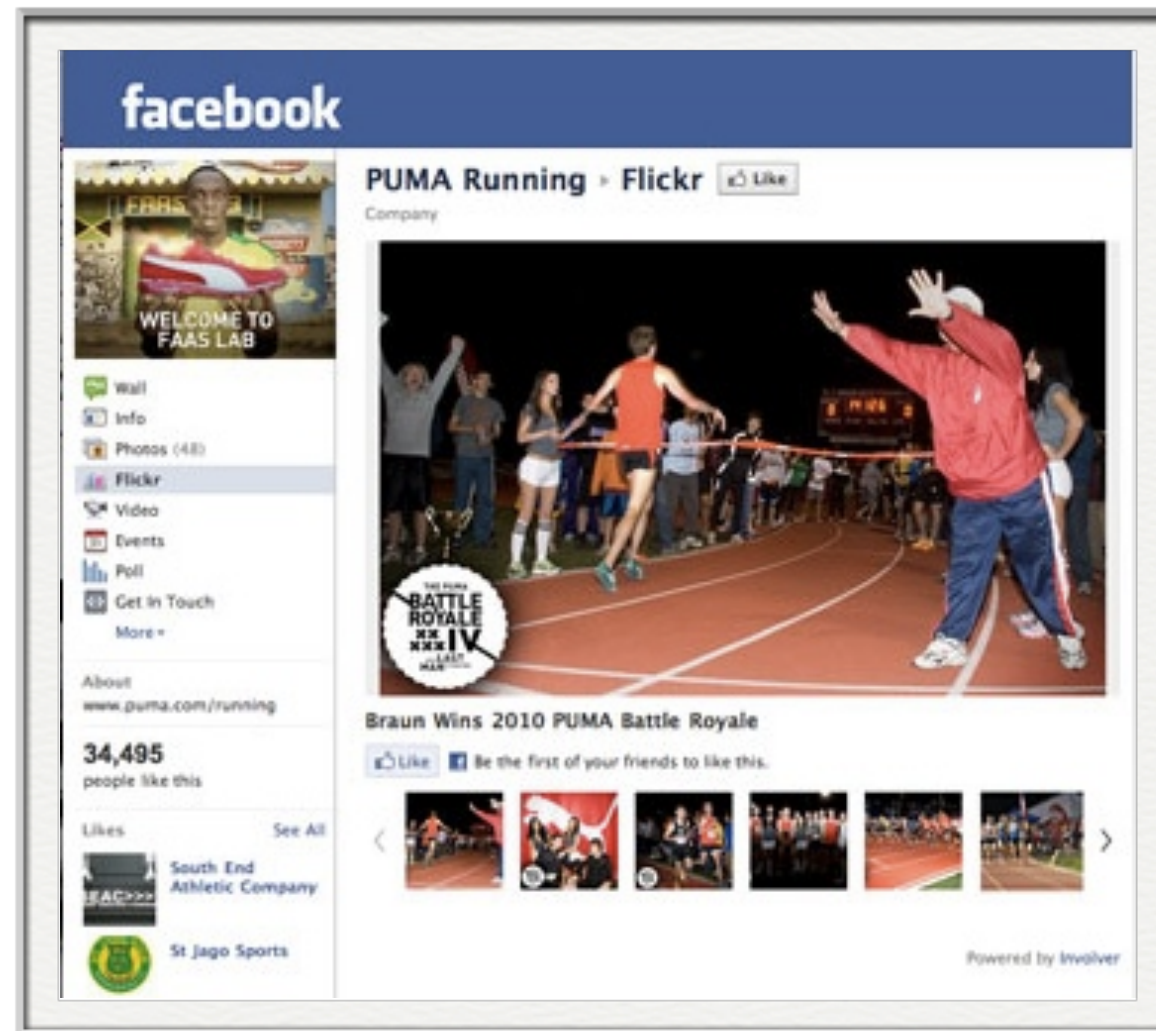 facebook
WELCOME TO
FAAS LAB
Wall
Info
Photos (48)
Flickr
Video
Events
Poll
Get In Touch
More
About
www.puma.com/running
34,495
people like this
Likes See All
South End
Athletic Company
St Jago Sports
PUMA Running Flickr Like
Company
THE PUMA
BATTLE
ROYALE
XX
XXX IV
LAST
MAN
Braun Wins 2010 PUMA Battle Royale
Like Be the first of your friends to like this.
Powered by Involver